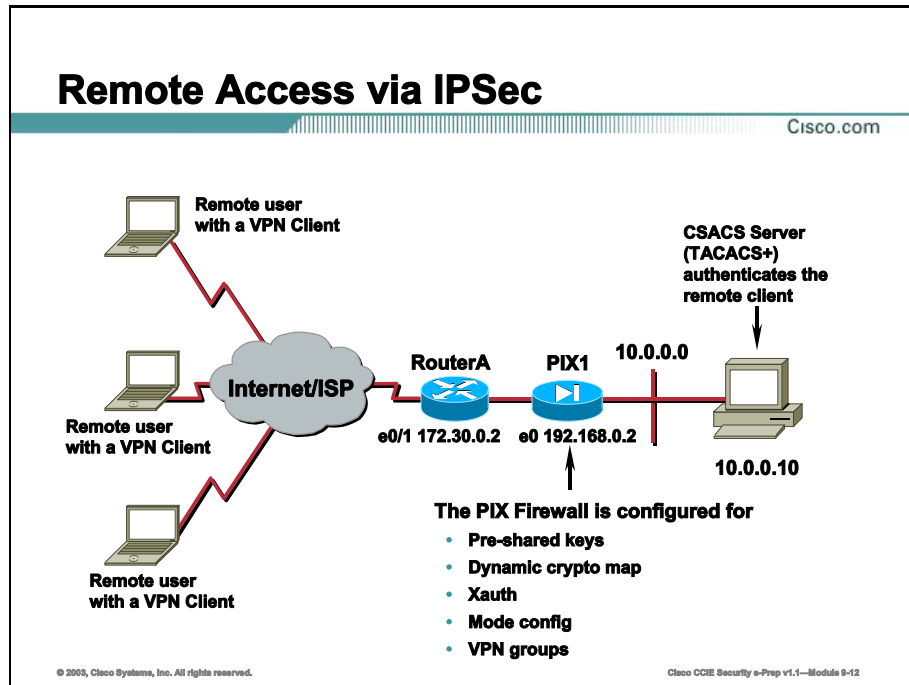 Remote Access via IPSec
Cisco.com
Remote user
with a VPN Client
CSACS Server
(TACACS+)
authenticates the
remote client
Internet/ISP
RouterA
PIX1
10.0.0.0
Remote user
with a VPN Client
e0/1 172.30.0.2
e0 192.168.0.2
10.0.0.10
Remote user
with a VPN Client
The PIX Firewall is configured for
• Pre-shared keys
• Dynamic crypto map
• Xauth
• Mode config
• VPN groups
© 2003, Cisco Systems, Inc. All rights reserved.
Cisco CCIE Security e-Prep v1.1—Module 9-12